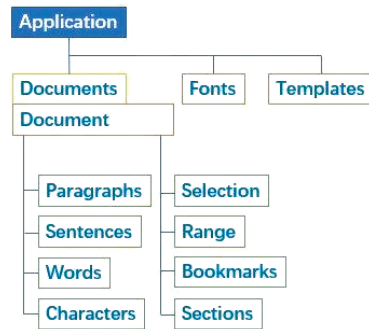 Application
Documents
Fonts
Templates
Document
Paragraphs
Selection
Sentences
Range
Words
Bookmarks
Characters
Sections